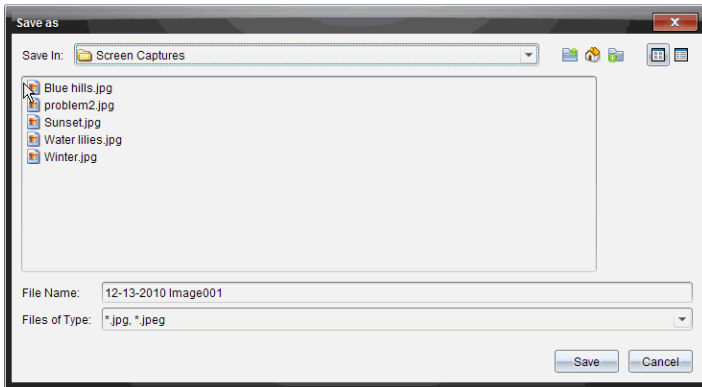 Save as
Save In: Screen Captures
Blue hills.jpg
problem2.jpg
Sunset.jpg
Water lilies.jpg
Winter.jpg
File Name: 12-13-2010 Image001
Files of Type: *.jpg, *.jpeg
Save Cancel